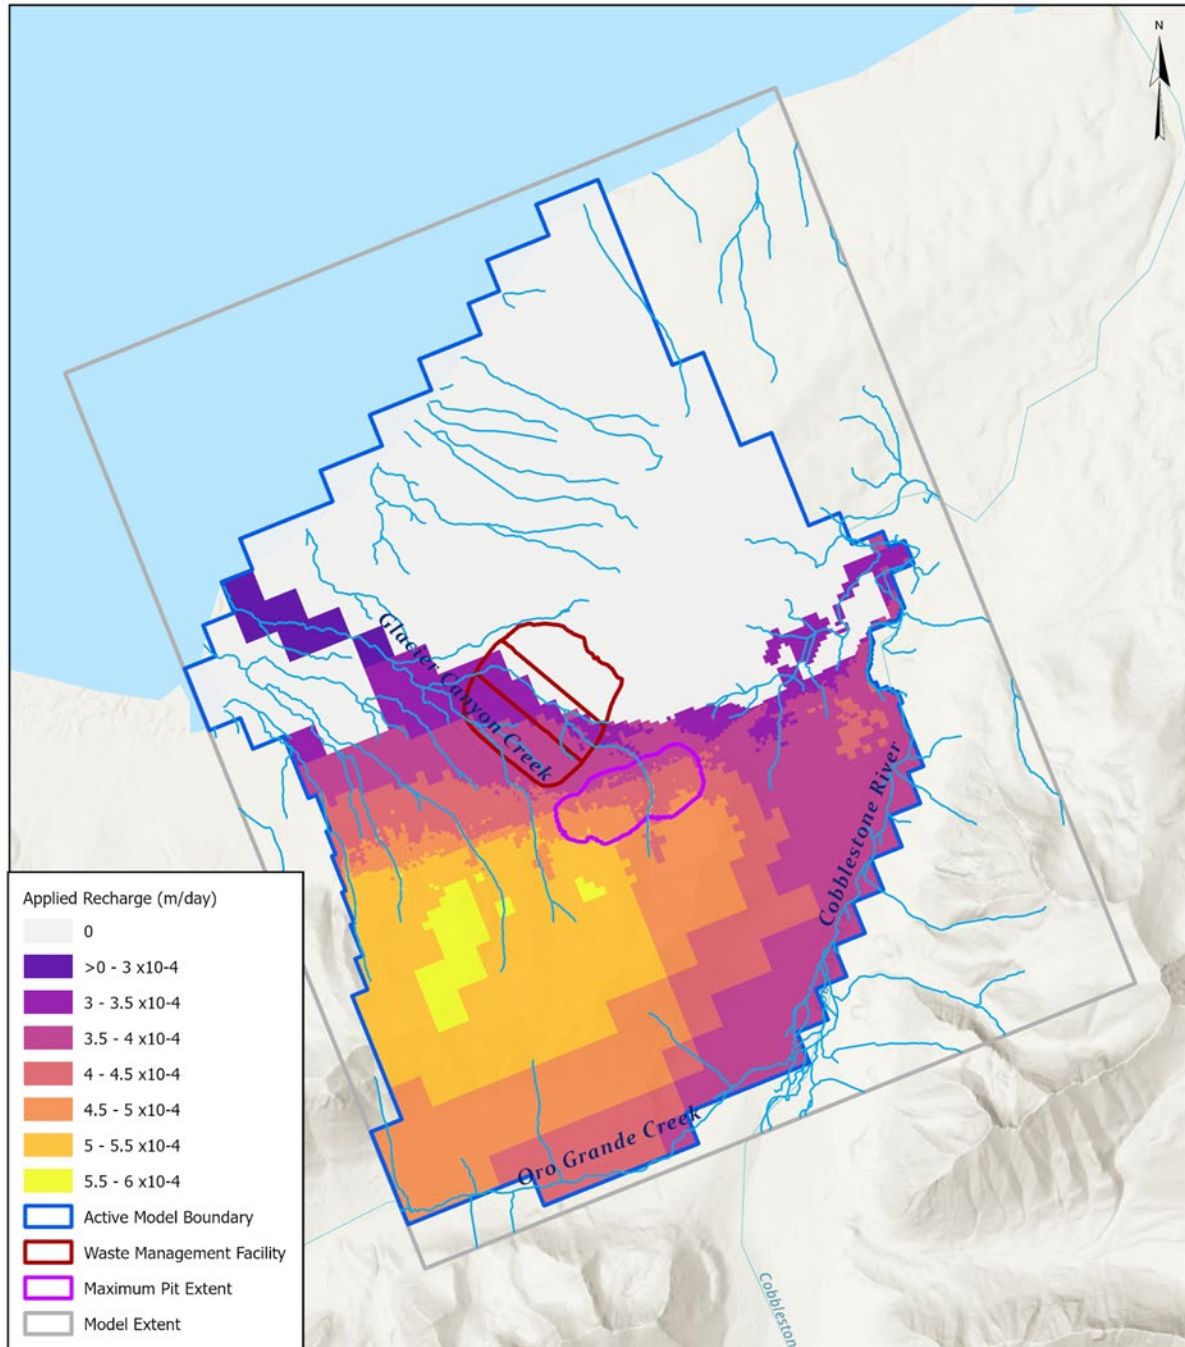 N
Glacier Canyon Creek
Cobblestone River
Oro Grande Creek
Cobbleston
Applied Recharge (m/day)
0
>0 - 3 x10-4
3 - 3.5 x10-4
3.5 - 4 x10-4
4 - 4.5 x10-4
4.5 - 5 x10-4
5 - 5.5 x10-4
5.5 - 6 x10-4
Active Model Boundary
Waste Management Facility
Maximum Pit Extent
Model Extent